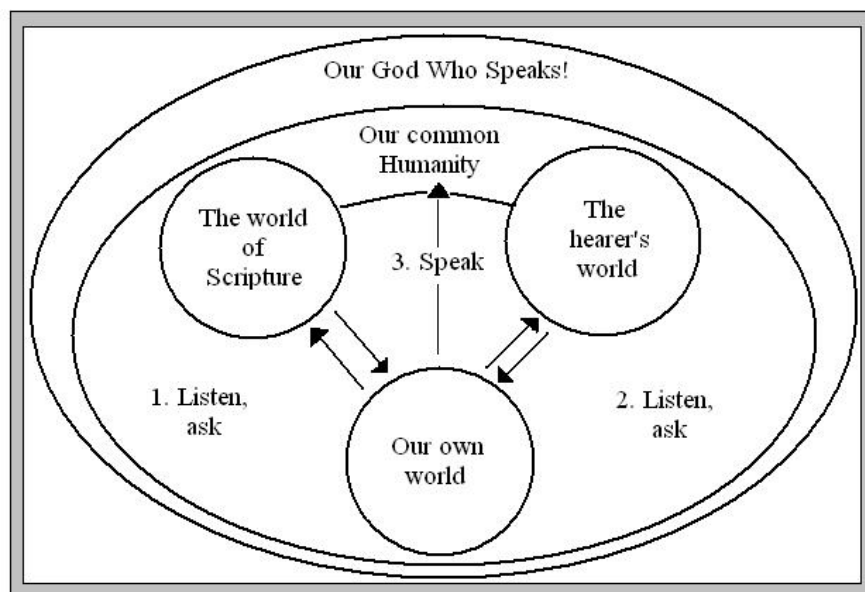 Our God Who Speaks!
Our common
Humanity
The world
of
Scripture
The
hearer's
world
3. Speak
1. Listen,
ask
2. Listen,
ask
Our own
world